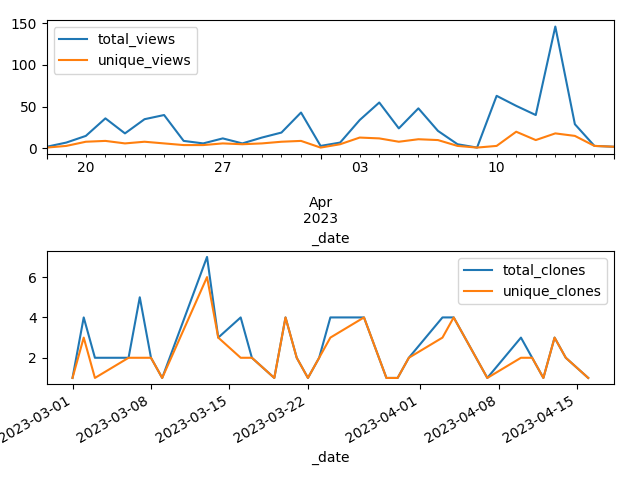 150
100
50
0
total_views
unique_views
20
27
03
10
Apr
2023
_date
6
4
2
total_clones
unique_clones
2023-03-01
2023-03-08
2023-03-15
2023-03-22
2023-04-01
2023-04-08
2023-04-15
_date